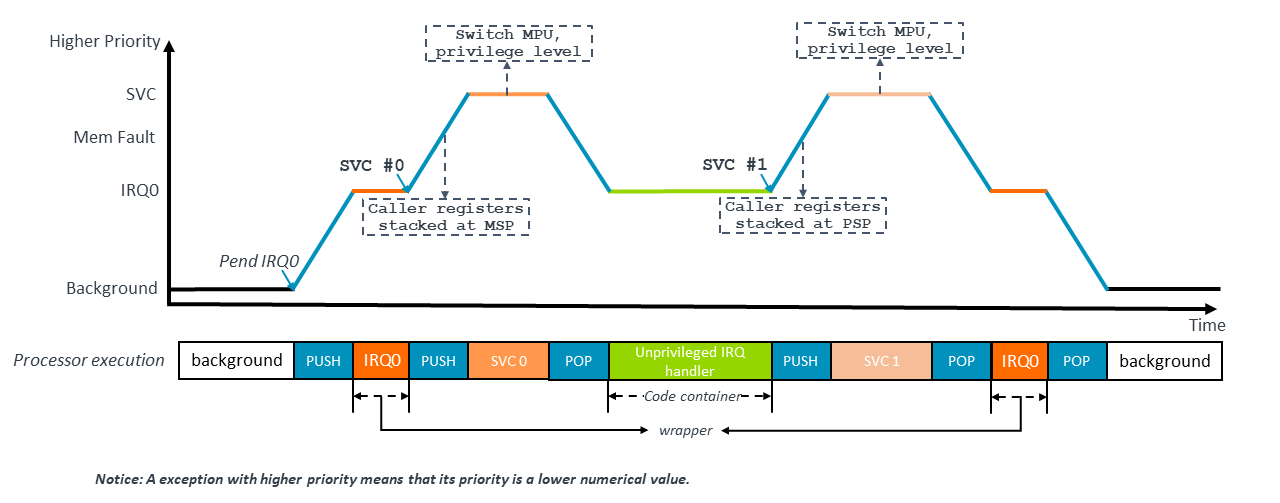 Switch MPU,
privilege level
Switch MPU,
privilege level
Higher Priority
SVC
Mem Fault
SVC #0
SVC #1
IRQ0
Caller registers
stacked at MSP
Caller registers
stacked at PSP
Pend IRQ0
Background
Time
Processor execution
background
PUSH
IRQ0
PUSH
SVC 0
POP
Unprivileged IRQ
handler
PUSH
SVC 1
POP
IRQ0
POP
background
Code container
wrapper
Notice: A exception with higher priority means that its priority is a lower numerical value.